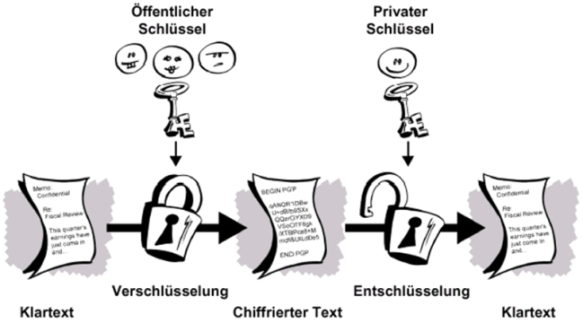 Öffentlicher
Schlüssel
Privater
Schlüssel
Memo:
Confidential
Re:
Fiscal Review
This quarter's
earnings have
just come in
and...
BEGIN PGP
END PGP
Memo:
Confidential
Re:
Fiscal Review
This quarter's
earnings have
just come in
and...
Verschlüsselung
Entschlüsselung
Klartext
Chiffrierter Text
Klartext